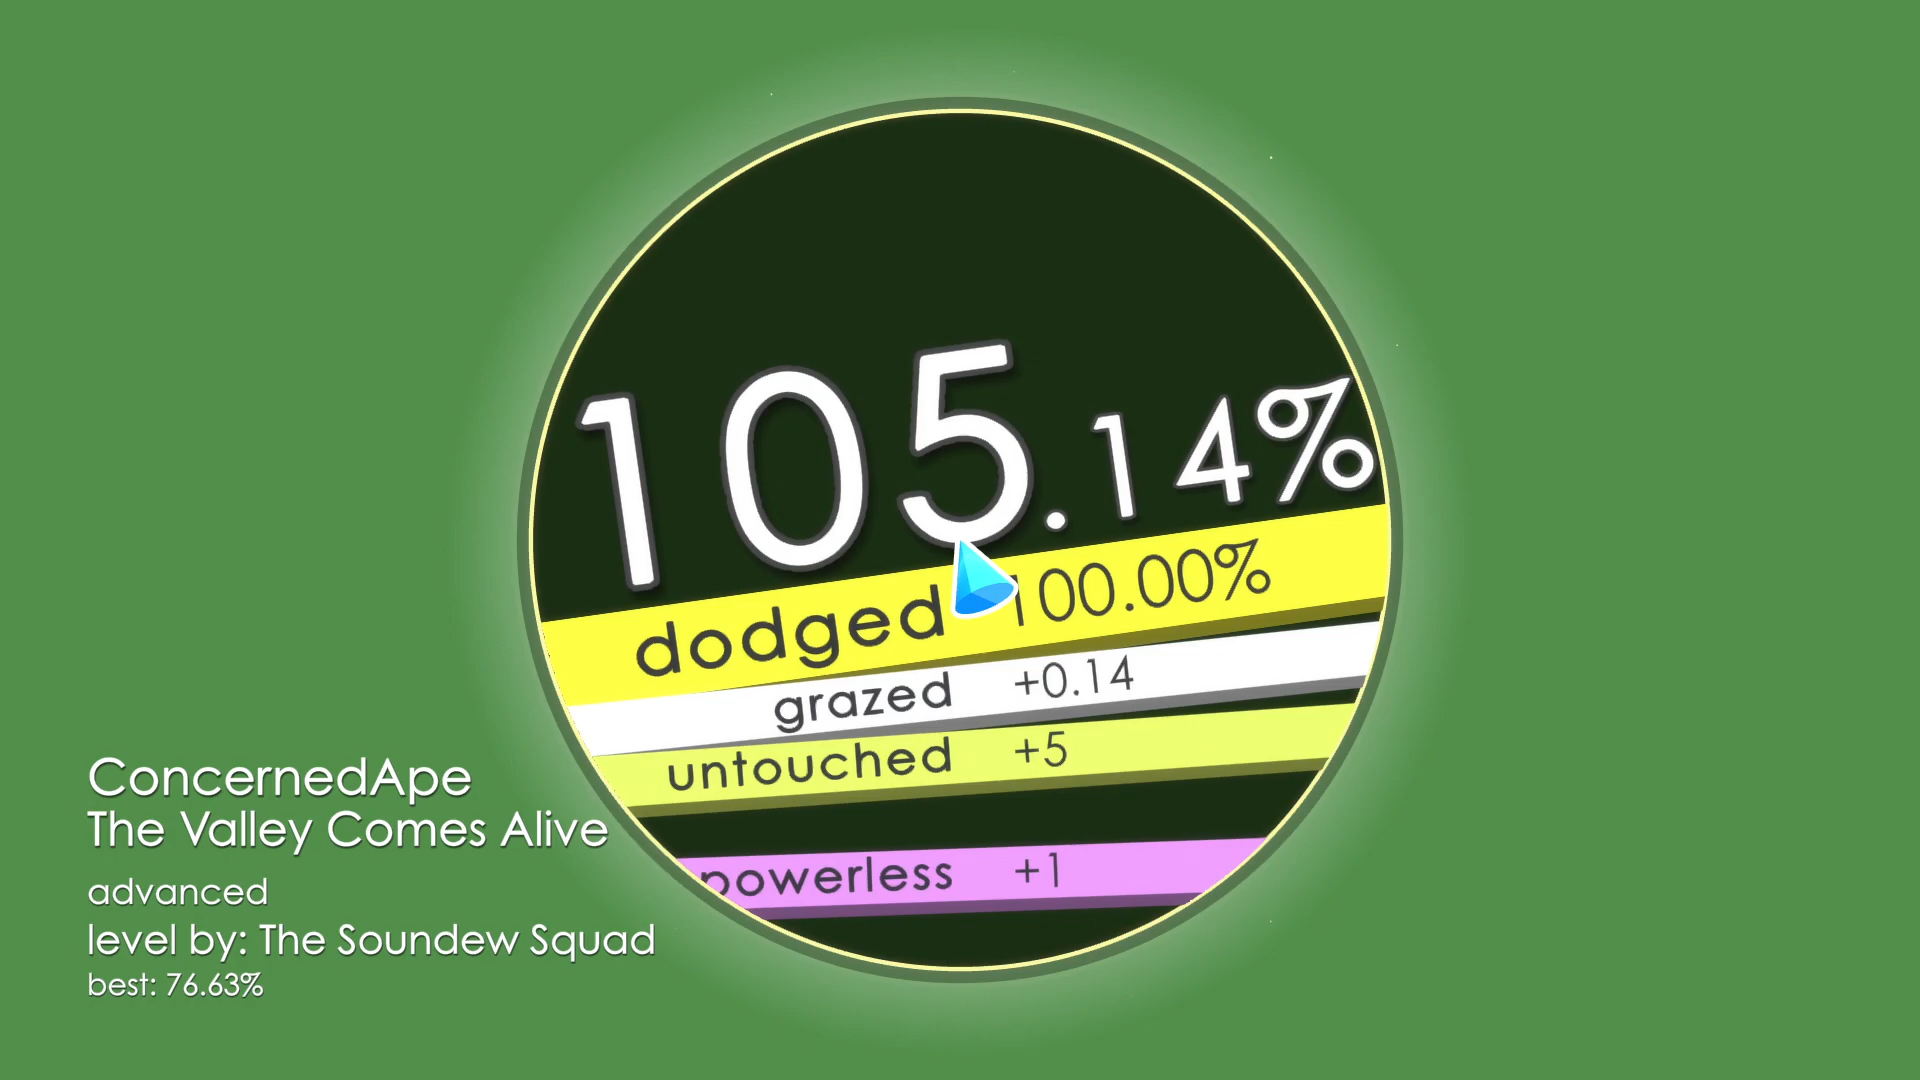 105.14%
dodged 100.00%
grazed +0.14
untouched +5
powerless +1
ConcernedApe
The Valley Comes Alive
advanced
level by: The Soundew Squad
best: 76.63%